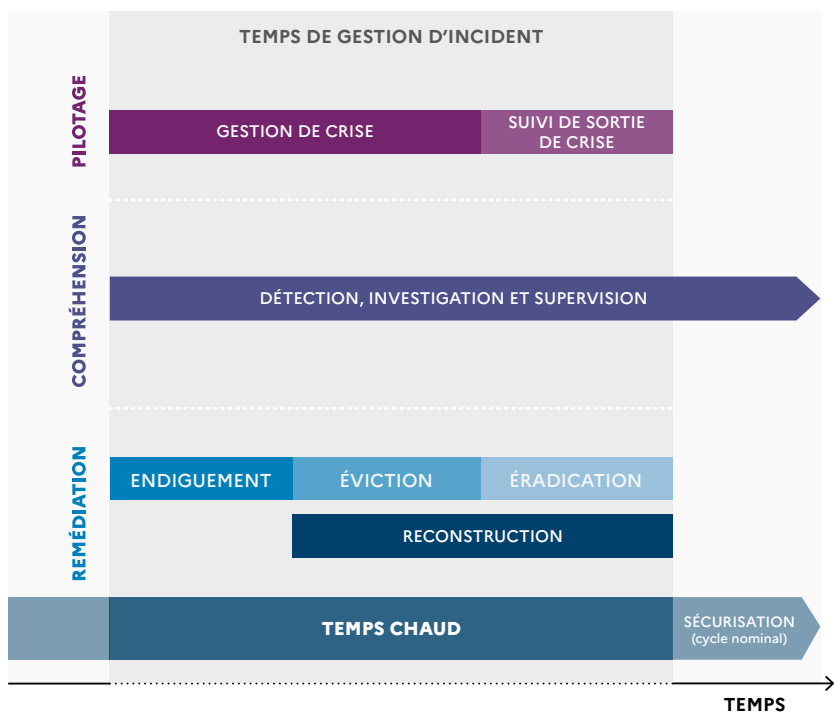 TEMPS DE GESTION D'INCIDENT
PILOTAGE
GESTION DE CRISE
SUIVI DE SORTIE
DE CRISE
COMPRÉHENSION
DÉTECTION, INVESTIGATION ET SUPERVISION
REMÉDIATION
ENDIGUEMENT
ÉVICTION
ÉRADICATION
RECONSTRUCTION
TEMPS CHAUD
SÉCURISATION
(cycle nominal)
TEMPS